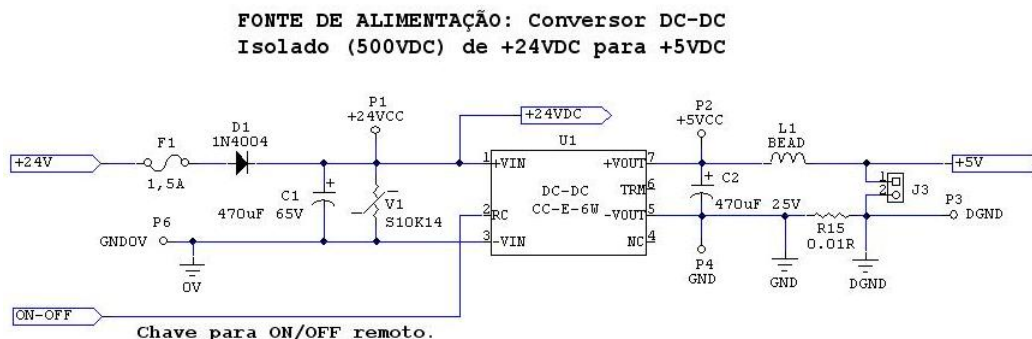 FONTE DE ALIMENTAÇÃO: Conversor DC-DC
Isolado (500VDC) de +24VDC para +5VDC
P1
+24VCC
+24VDC
P2
+5VCC
F1
D1
1N4004
U1
L1
BEAD
+24V
1
+VIN
+VOUT
7
+5V
1,5A
C1
470uF
65V
V1
S10K14
DC-DC
CC-E-6W
TRM
6
C2
470uF 25V
1
2
J3
2
RC
-VOUT
5
P6
GND0V
3
-VIN
NC
4
R15
0.01R
P3
DGND
0V
P4
GND
GND
DGND
ON-OFF
Chave para ON/OFF remoto.